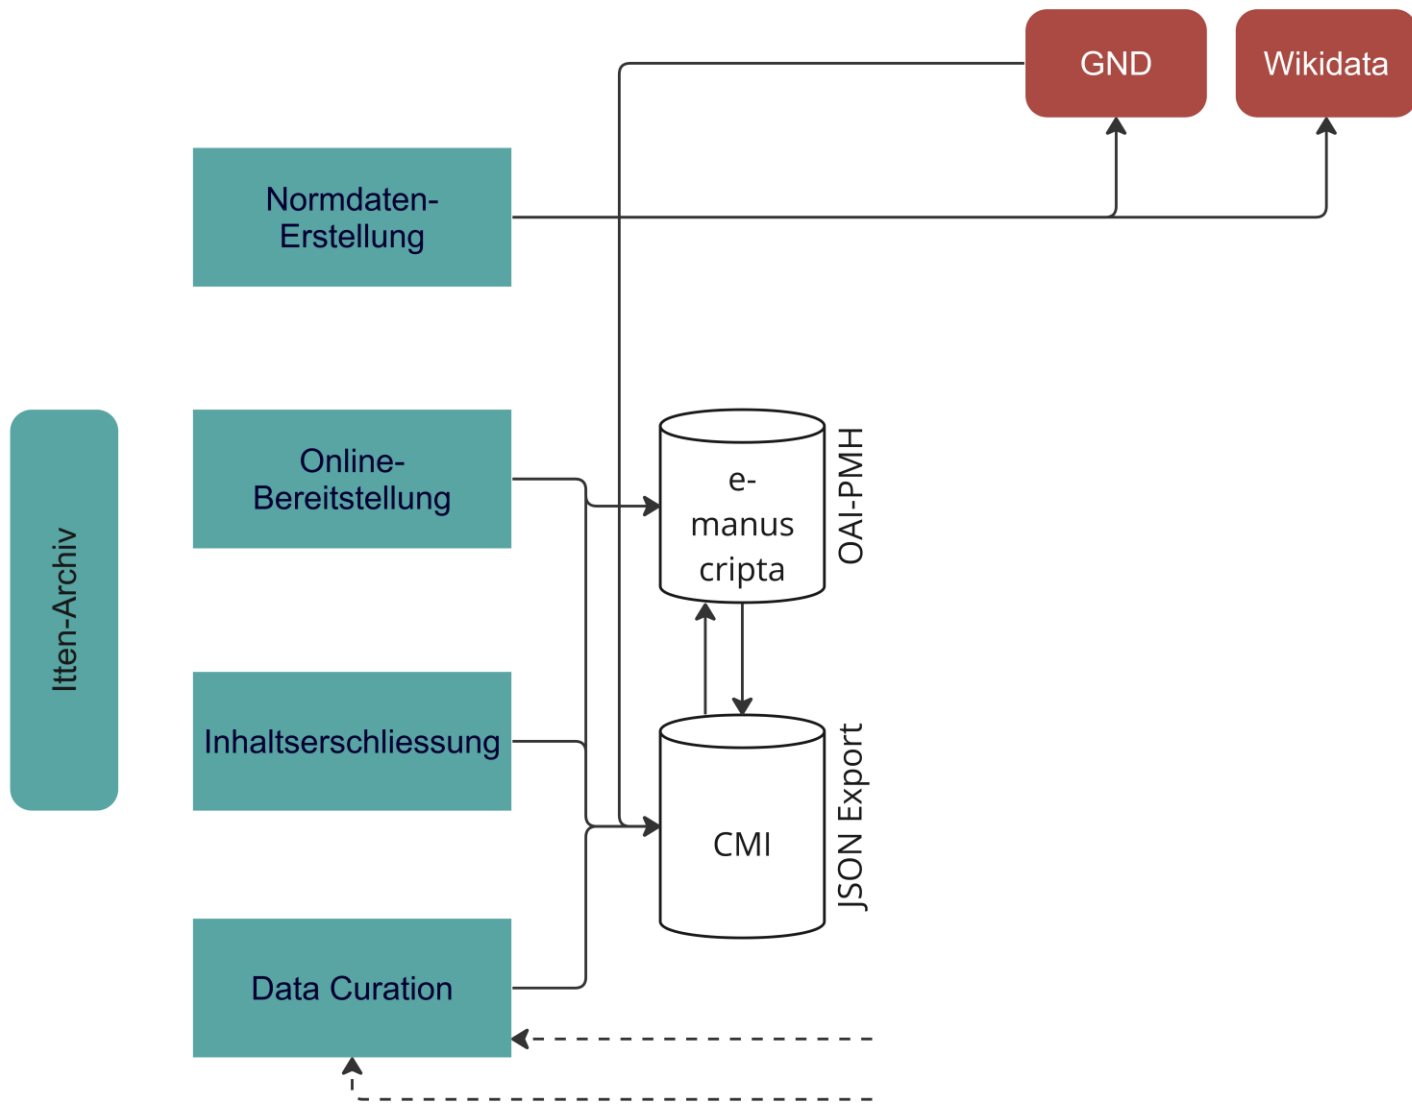 GND
Wikidata
Normdaten-
Erstellung
Online-
Bereitstellung
e-
manus
cripta
OAI-PMH
Itten-Archiv
Inhaltserschliessung
CMI
JSON Export
Data Curation